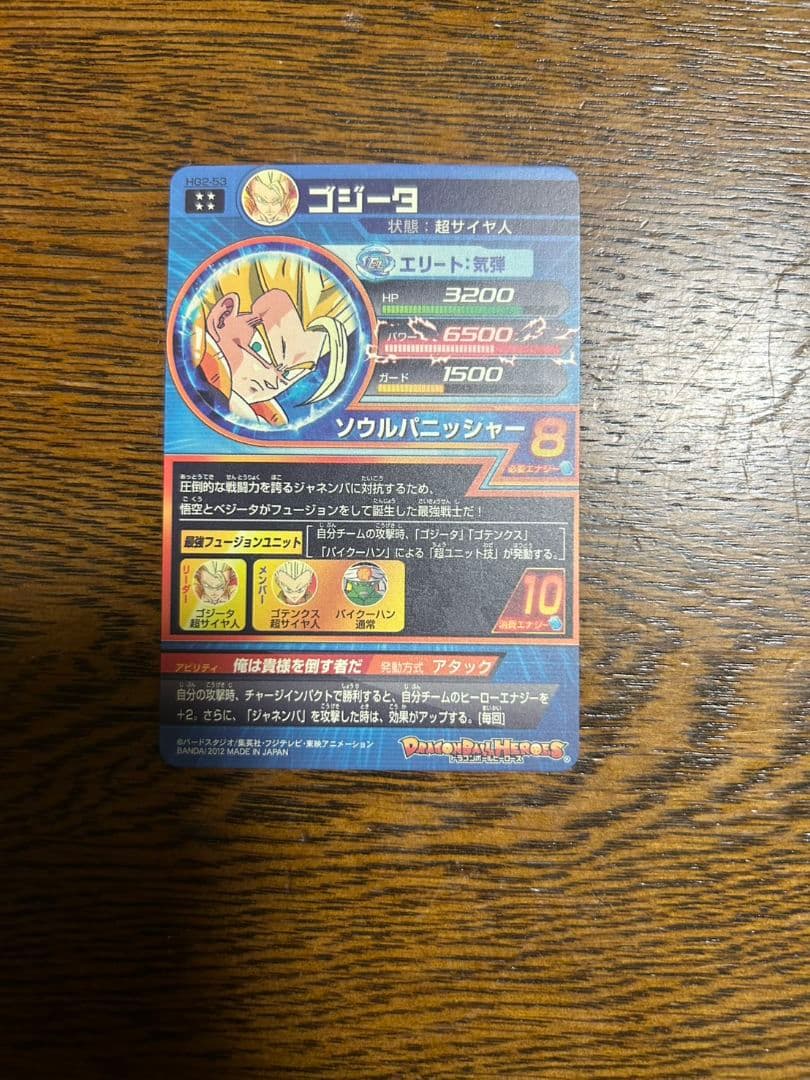 HG2-53
ゴジータ
状態：超サイヤ人
エリート：気弾
HP 3200
パワー 6500
ガード 1500
ソウルパニッシャー 8
必要エナジー
圧倒的な戦闘力を誇るジャネンバに対抗するため、
悟空とベジータがフュージョンをして誕生した最強戦士だ！
最強フュージョンユニット
自分チームの攻撃時、「ゴジータ」「ゴテンクス」
「パイクーハン」による「超ユニット技」が発動する。
リーダー
ゴジータ
超サイヤ人
メンバー
ゴテンクス
超サイヤ人
パイクーハン
通常
10
消費エナジー
アビリティ 俺は貴様を倒す者だ 発動方式 アタック
自分の攻撃時、チャージインパクトで勝利すると、自分チームのヒーローエナジーを
+2。さらに、「ジャネンバ」を攻撃した時は、効果がアップする。[毎回]
©バードスタジオ/集英社・フジテレビ・東映アニメーション
BANDAI 2012 MADE IN JAPAN
DRAGONBALL HEROES
ドラゴンボールヒーローズ